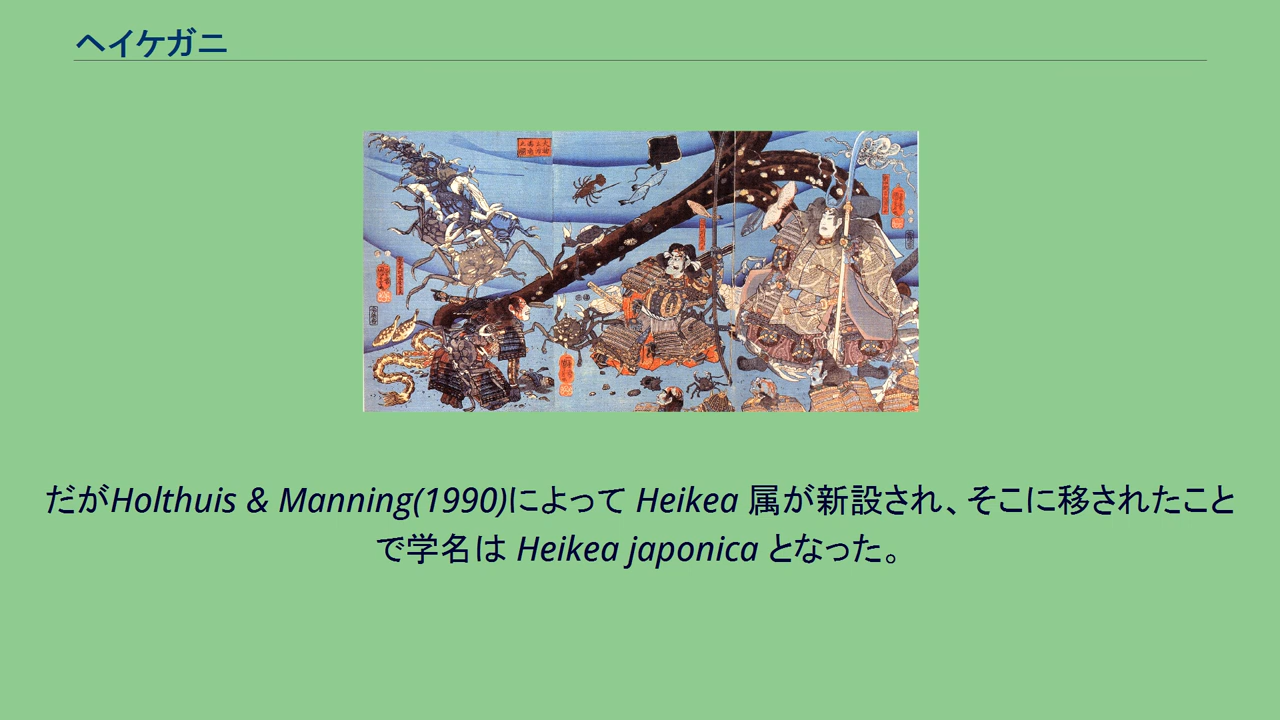 ヘイケガニ
だがHolthuis & Manning(1990)によって Heikea 属が新設され、そこに移されたこと
で学名は Heikea japonica となった。